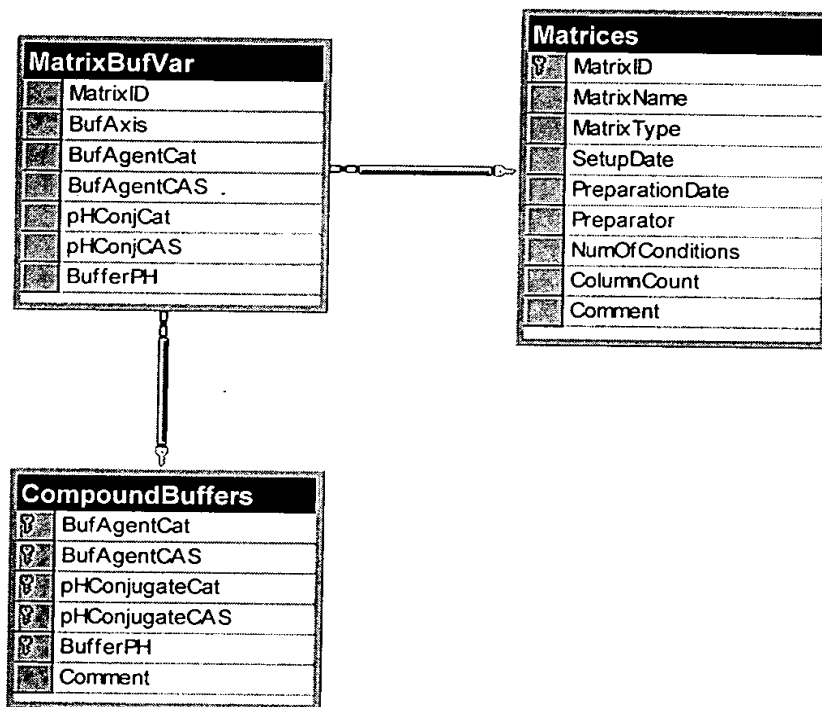 MatrixBufVar
MatrixID
BufAxis
BufAgentCat
BufAgentCAS
pHConjCat
pHConjCAS
BufferPH
Matrices
MatrixID
MatrixName
MatrixType
SetupDate
PreparationDate
Preparator
NumOfConditions
ColumnCount
Comment
CompoundBuffers
BufAgentCat
BufAgentCAS
pHConjugateCat
pHConjugateCAS
BufferPH
Comment